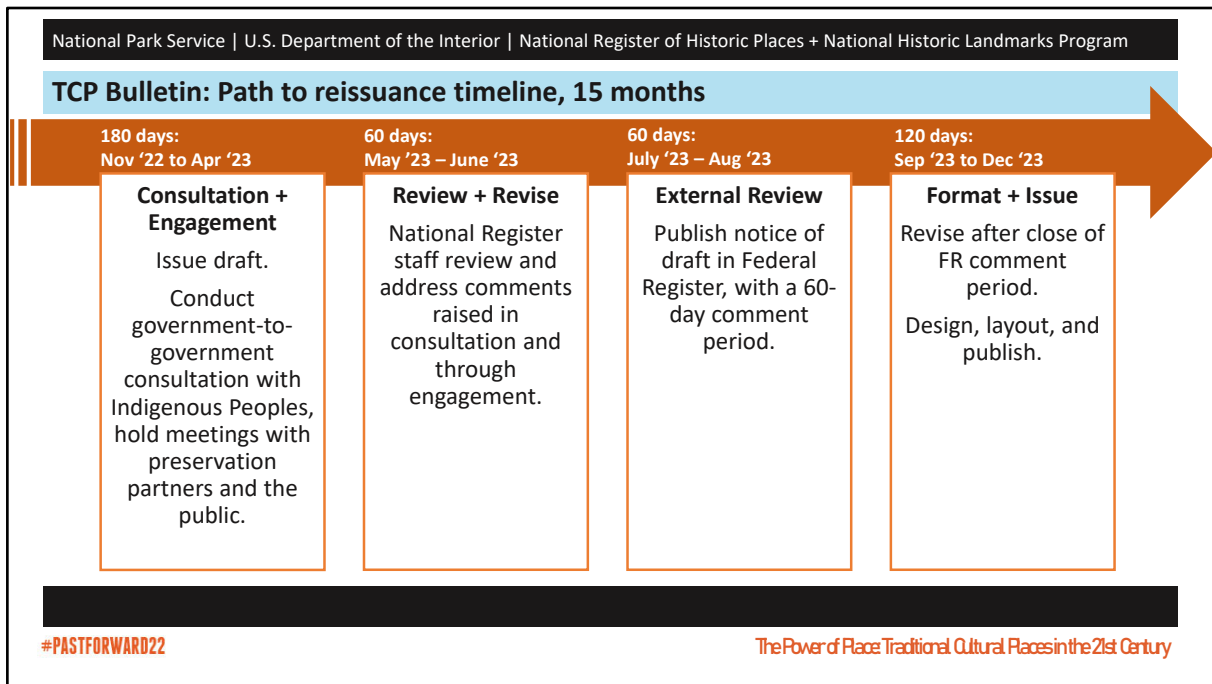 National Park Service | U.S. Department of the Interior | National Register of Historic Places + National Historic Landmarks Program
TCP Bulletin: Path to reissuance timeline, 15 months
180 days:
Nov ‘22 to Apr ‘23
Consultation +
Engagement
Issue draft.
Conduct
government-to-
government
consultation with
Indigenous Peoples,
hold meetings with
preservation
partners and the
public.
60 days:
May ’23 – June ‘23
Review + Revise
National Register
staff review and
address comments
raised in
consultation and
through
engagement.
60 days:
July ‘23 – Aug ‘23
External Review
Publish notice of
draft in Federal
Register, with a 60-
day comment
period.
120 days:
Sep ‘23 to Dec ‘23
Format + Issue
Revise after close of
FR comment
period.
Design, layout, and
publish.
#PASTFORWARD22
The Power of Place: Traditional Cultural Places in the 21st Century